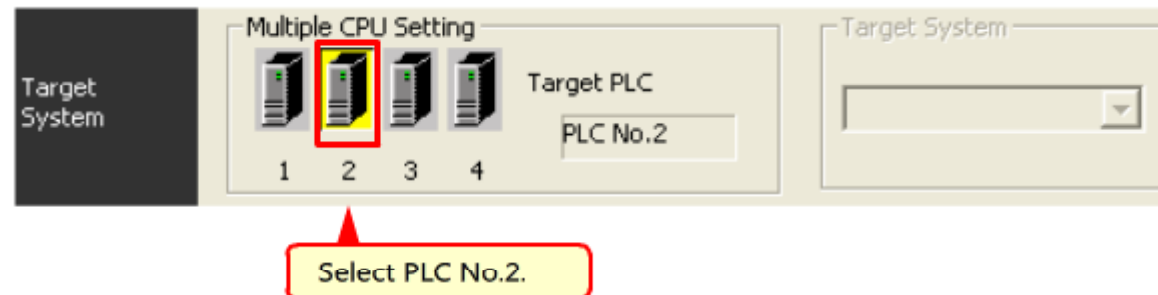 Multiple CPU Setting
Target System
Target
System
Target PLC
PLC No.2
1 2 3 4
Select PLC No.2.